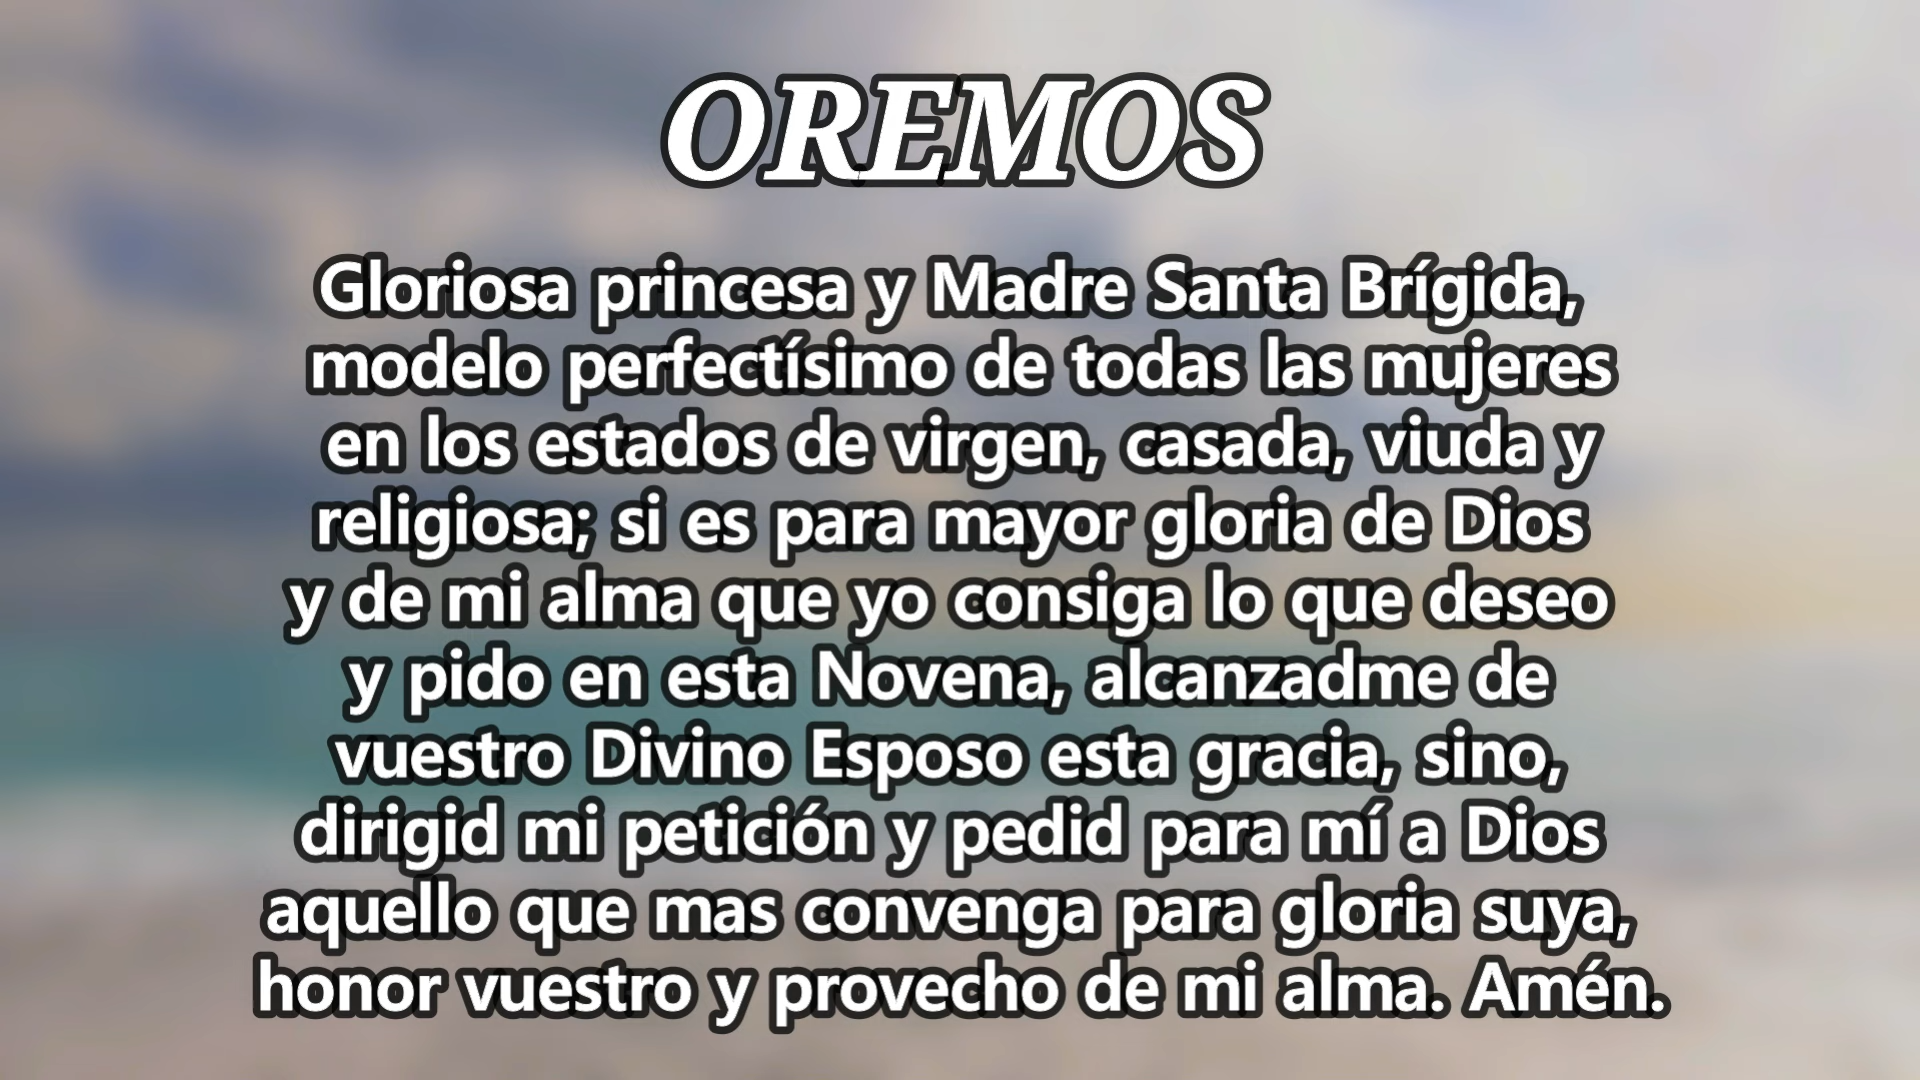 OREMOS
Gloriosa princesa y Madre Santa Brígida,
modelo perfectísimo de todas las mujeres
en los estados de virgen, casada, viuda y
religiosa; si es para mayor gloria de Dios
y de mi alma que yo consiga lo que deseo
y pido en esta Novena, alcanzadme de
vuestro Divino Esposo esta gracia, sino,
dirigid mi petición y pedid para mí a Dios
aquello que mas convenga para gloria suya,
honor vuestro y provecho de mi alma. Amén.